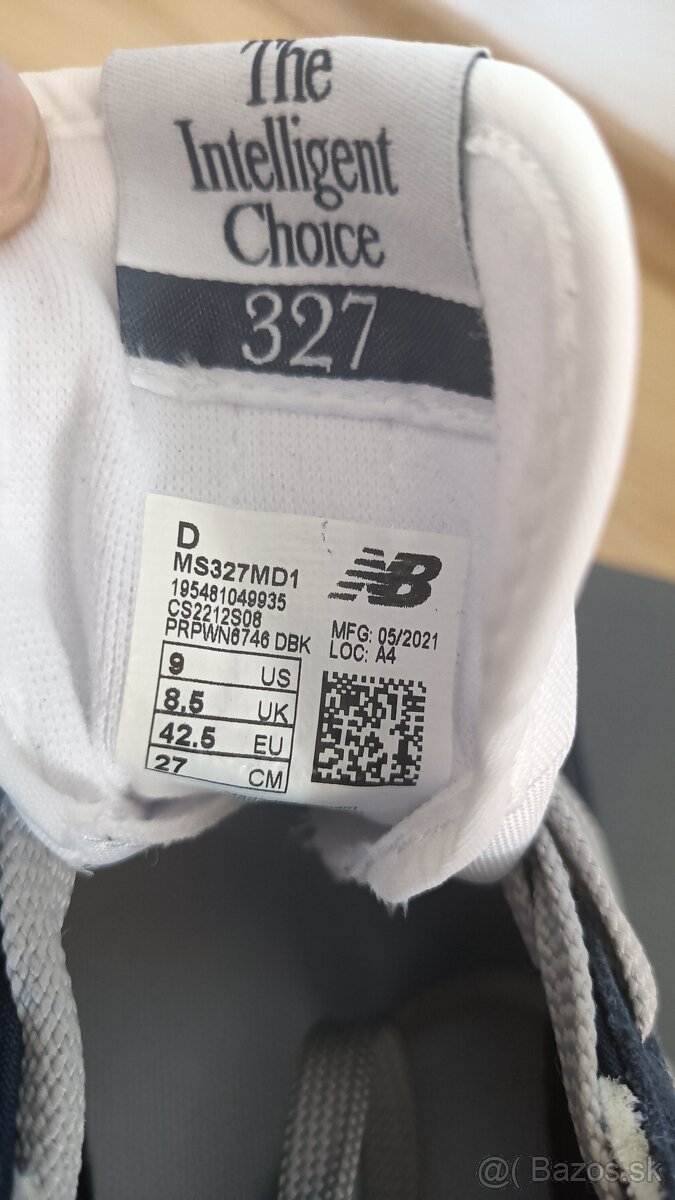 The
Intelligent
Choice
327
D
MS327MD1
195481049935
CS2212S08
PRPWN6746 DBK
NB
MFG: 05/2021
LOC: A4
9 US
8.5 UK
42.5 EU
27 CM
@( Bazos.sk